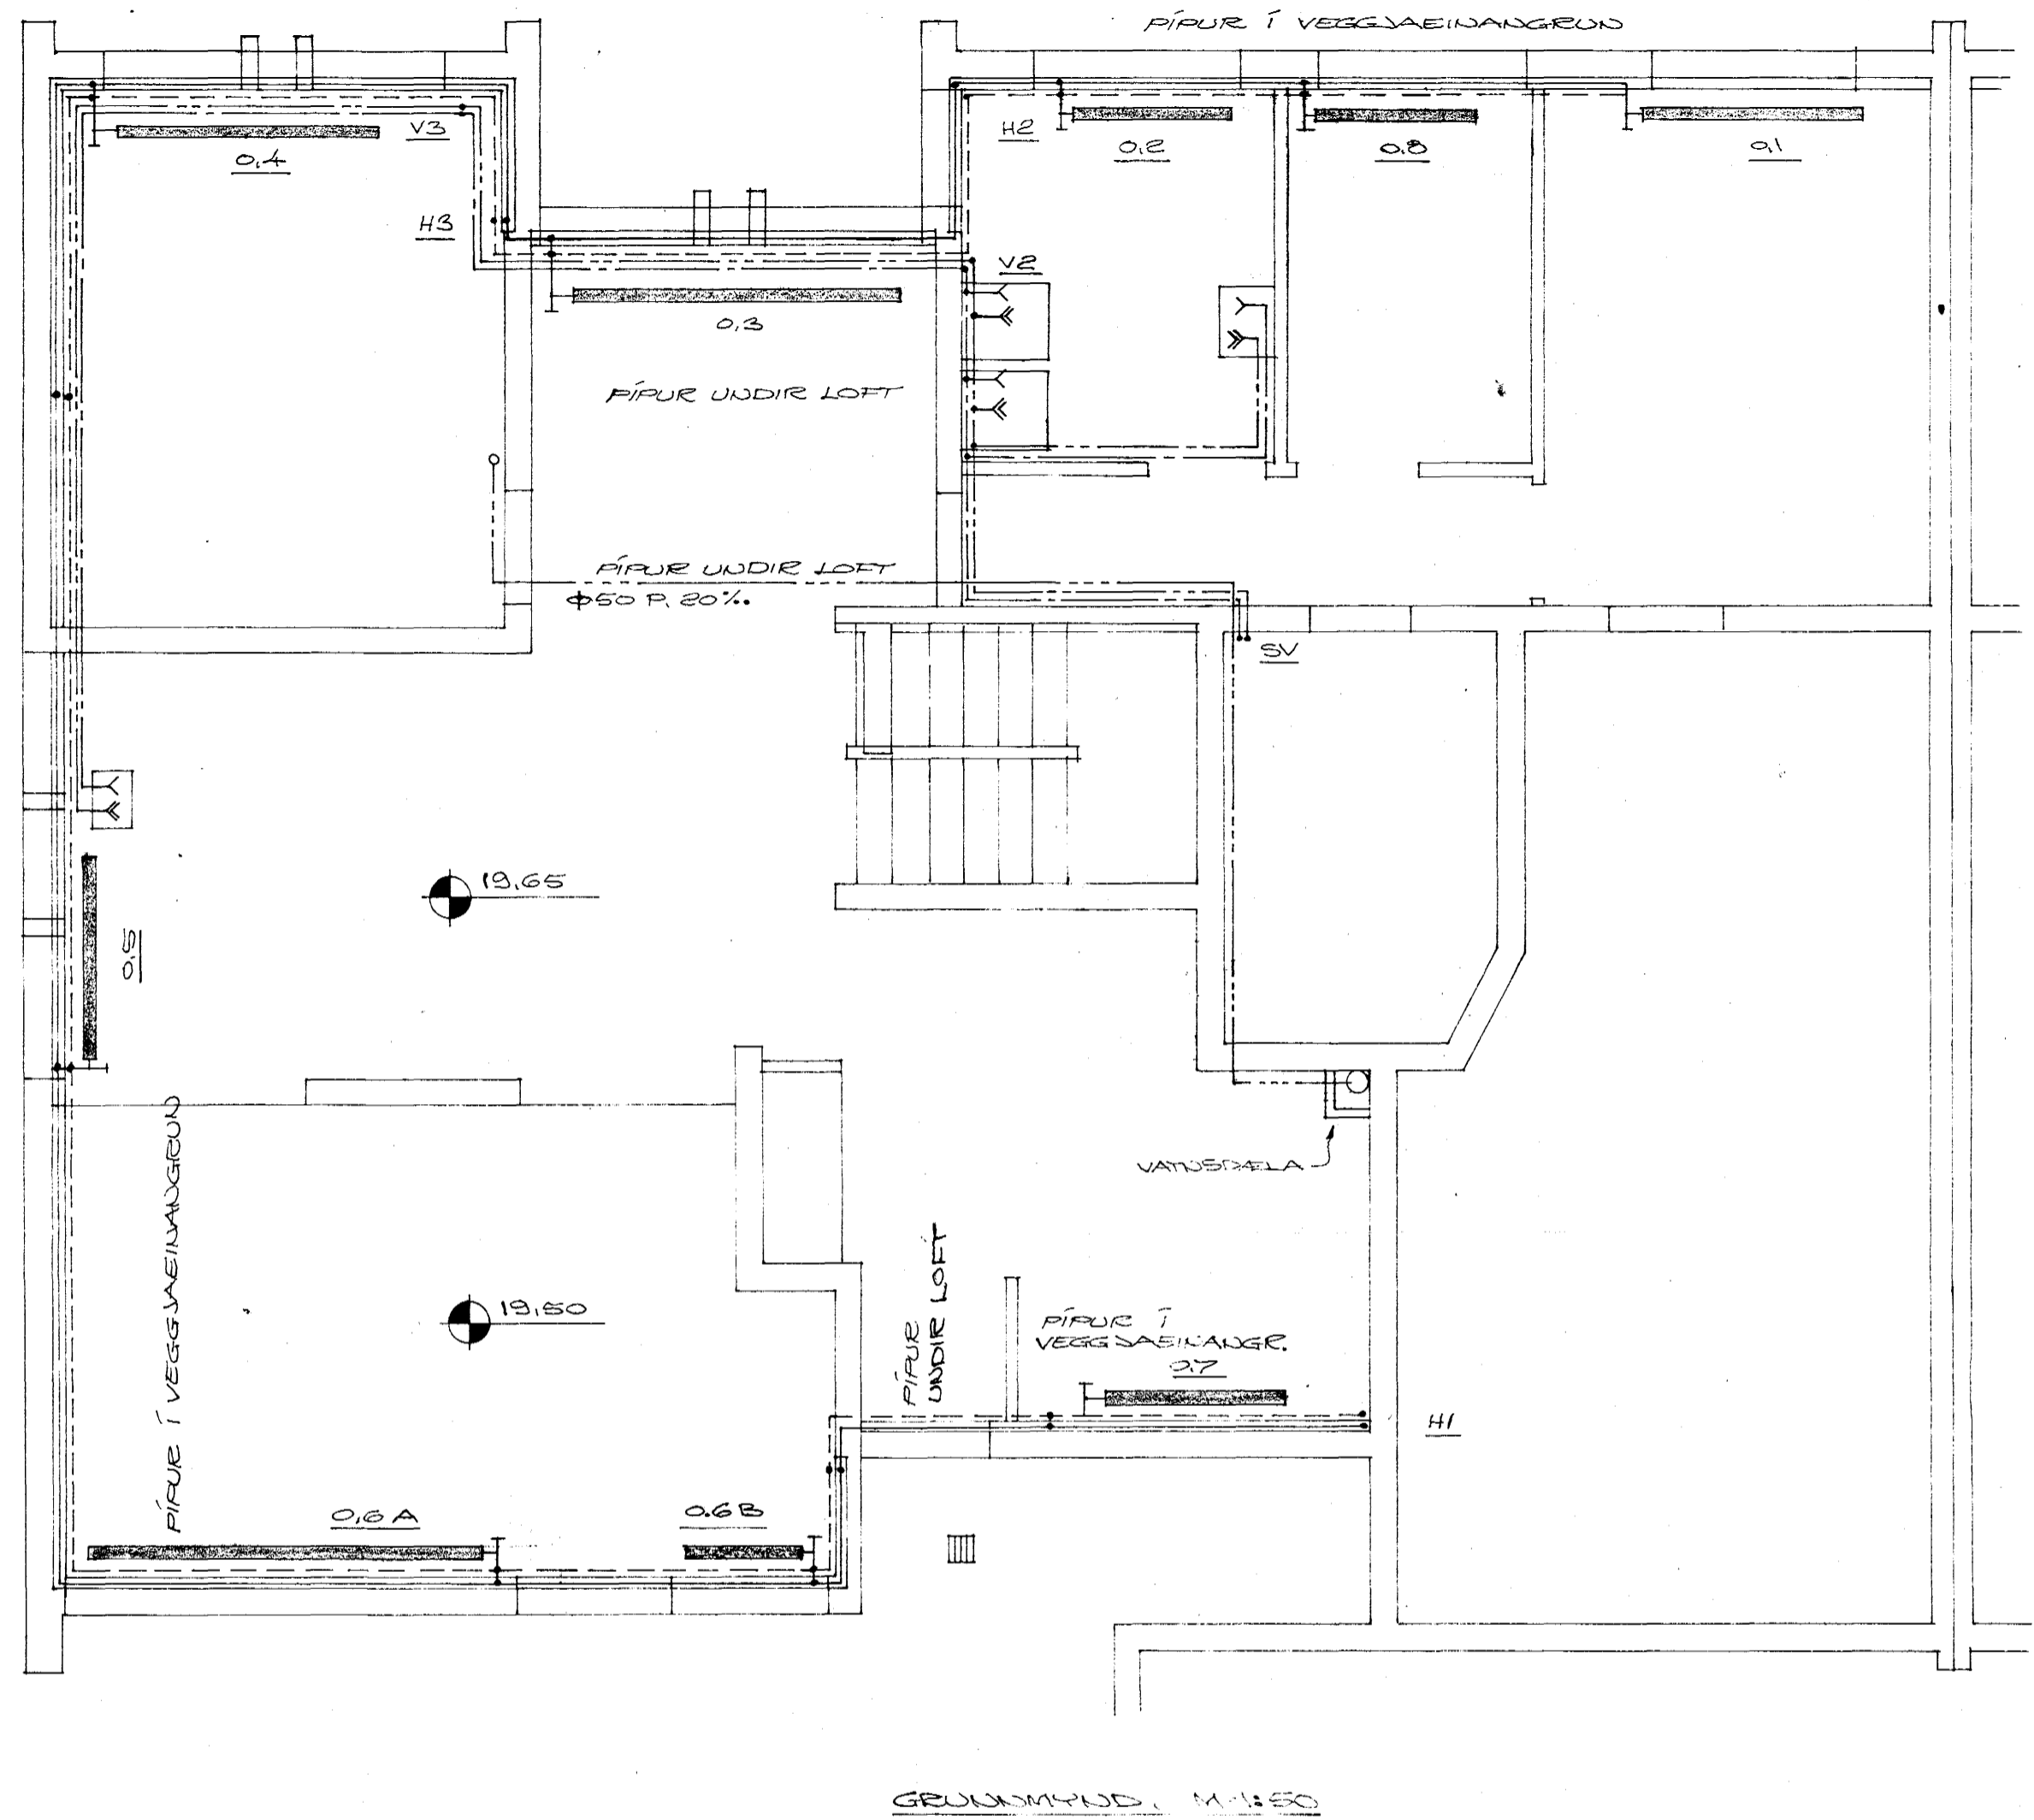 PÍPUR Í VEGGJAEINANGRUN
V3
0,4
H3
H2
0,2
0,8
0,1
V2
0,3
PÍPUR UNDIR LOFT
PÍPUR UNDIR LOFT
Φ50 P. 20‰
SV
19,65
0,5
VATNSDÆLA
PÍPUR Í VEGGJAEINANGRUN
19,50
PÍPUR
UNDIR LOFT
PÍPUR Í
VEGGJAEINANGR.
0,7
H1
0,6 A
0.6 B
GRUNNMYND. M. 1:50